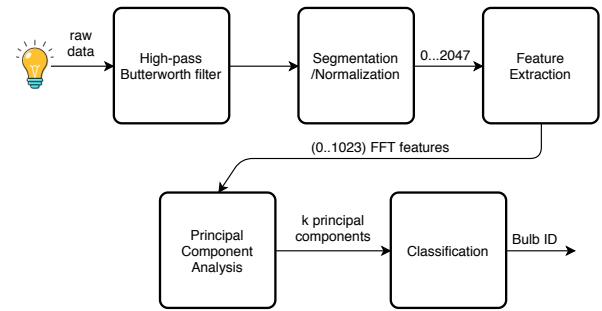 raw
data
High-pass
Butterworth filter
Segmentation
/Normalization
0...2047
Feature
Extraction
(0..1023) FFT features
Principal
Component
Analysis
k principal
components
Classification
Bulb ID